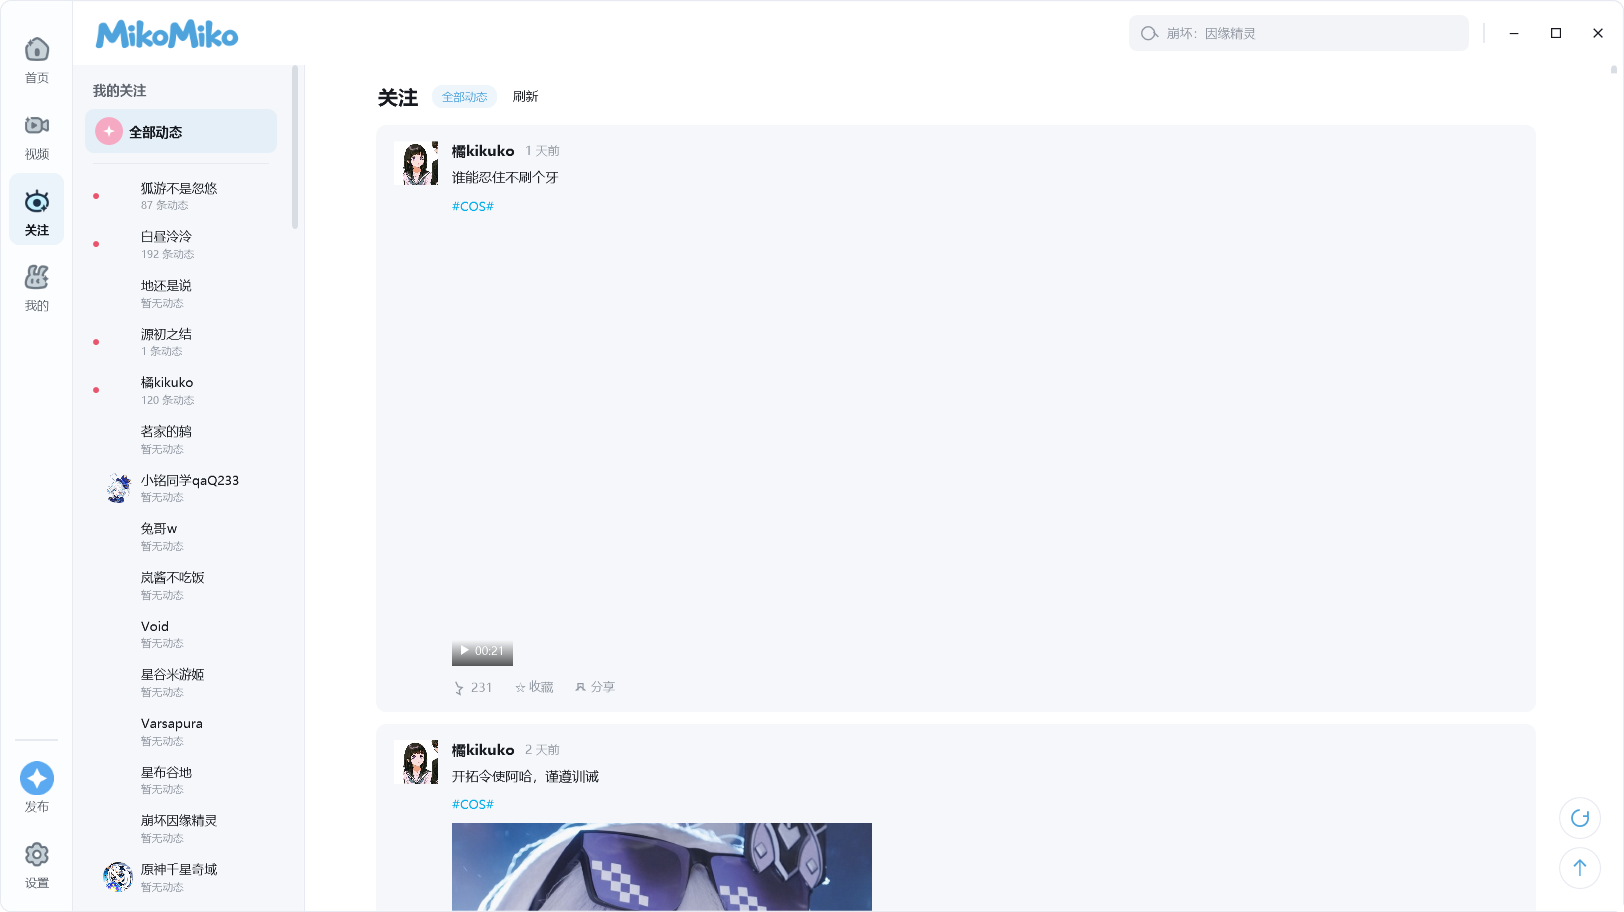 MikoMiko
崩坏：因缘精灵
首页
视频
关注
我的
发布
设置
我的关注
全部动态
狐游不是忽悠
87 条动态
白昼泠泠
192 条动态
地还是说
暂无动态
源初之结
1 条动态
橘kikuko
120 条动态
茗家的鸫
暂无动态
小铭同学qaQ233
暂无动态
兔哥w
暂无动态
岚酱不吃饭
暂无动态
Void
暂无动态
星谷米游姬
暂无动态
Varsapura
暂无动态
星布谷地
暂无动态
崩坏因缘精灵
暂无动态
原神千星奇域
暂无动态
关注 全部动态 刷新
橘kikuko 1 天前
谁能忍住不刷个牙
#COS#
00:21
231 收藏 分享
橘kikuko 2 天前
开拓令使阿哈，谨遵训诫
#COS#